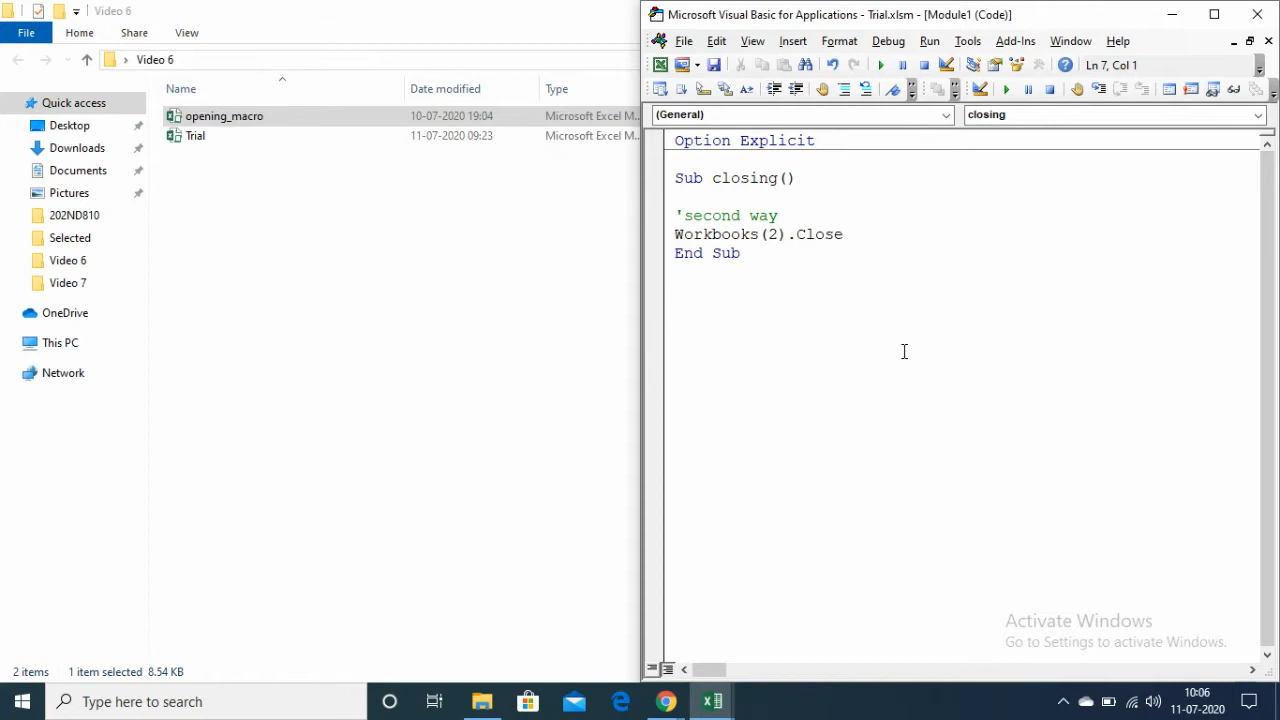 Video 6
File
Home
Share
View
Video 6
Name
Date modified
Type
Quick access
Desktop
Downloads
Documents
Pictures
202ND810
Selected
Video 6
Video 7
OneDrive
This PC
Network
opening_macro
10-07-2020 19:04
Microsoft Excel M...
Trial
11-07-2020 09:23
Microsoft Excel M...
2 items
1 item selected 8.54 KB
Microsoft Visual Basic for Applications - Trial.xlsm - [Module1 (Code)]
File Edit View Insert Format Debug Run Tools Add-Ins Window Help
Ln 7, Col 1
(General)
closing
Option Explicit
Sub closing()
'second way
Workbooks(2).Close
End Sub
Activate Windows
Go to Settings to activate Windows.
Type here to search
10:06
11-07-2020